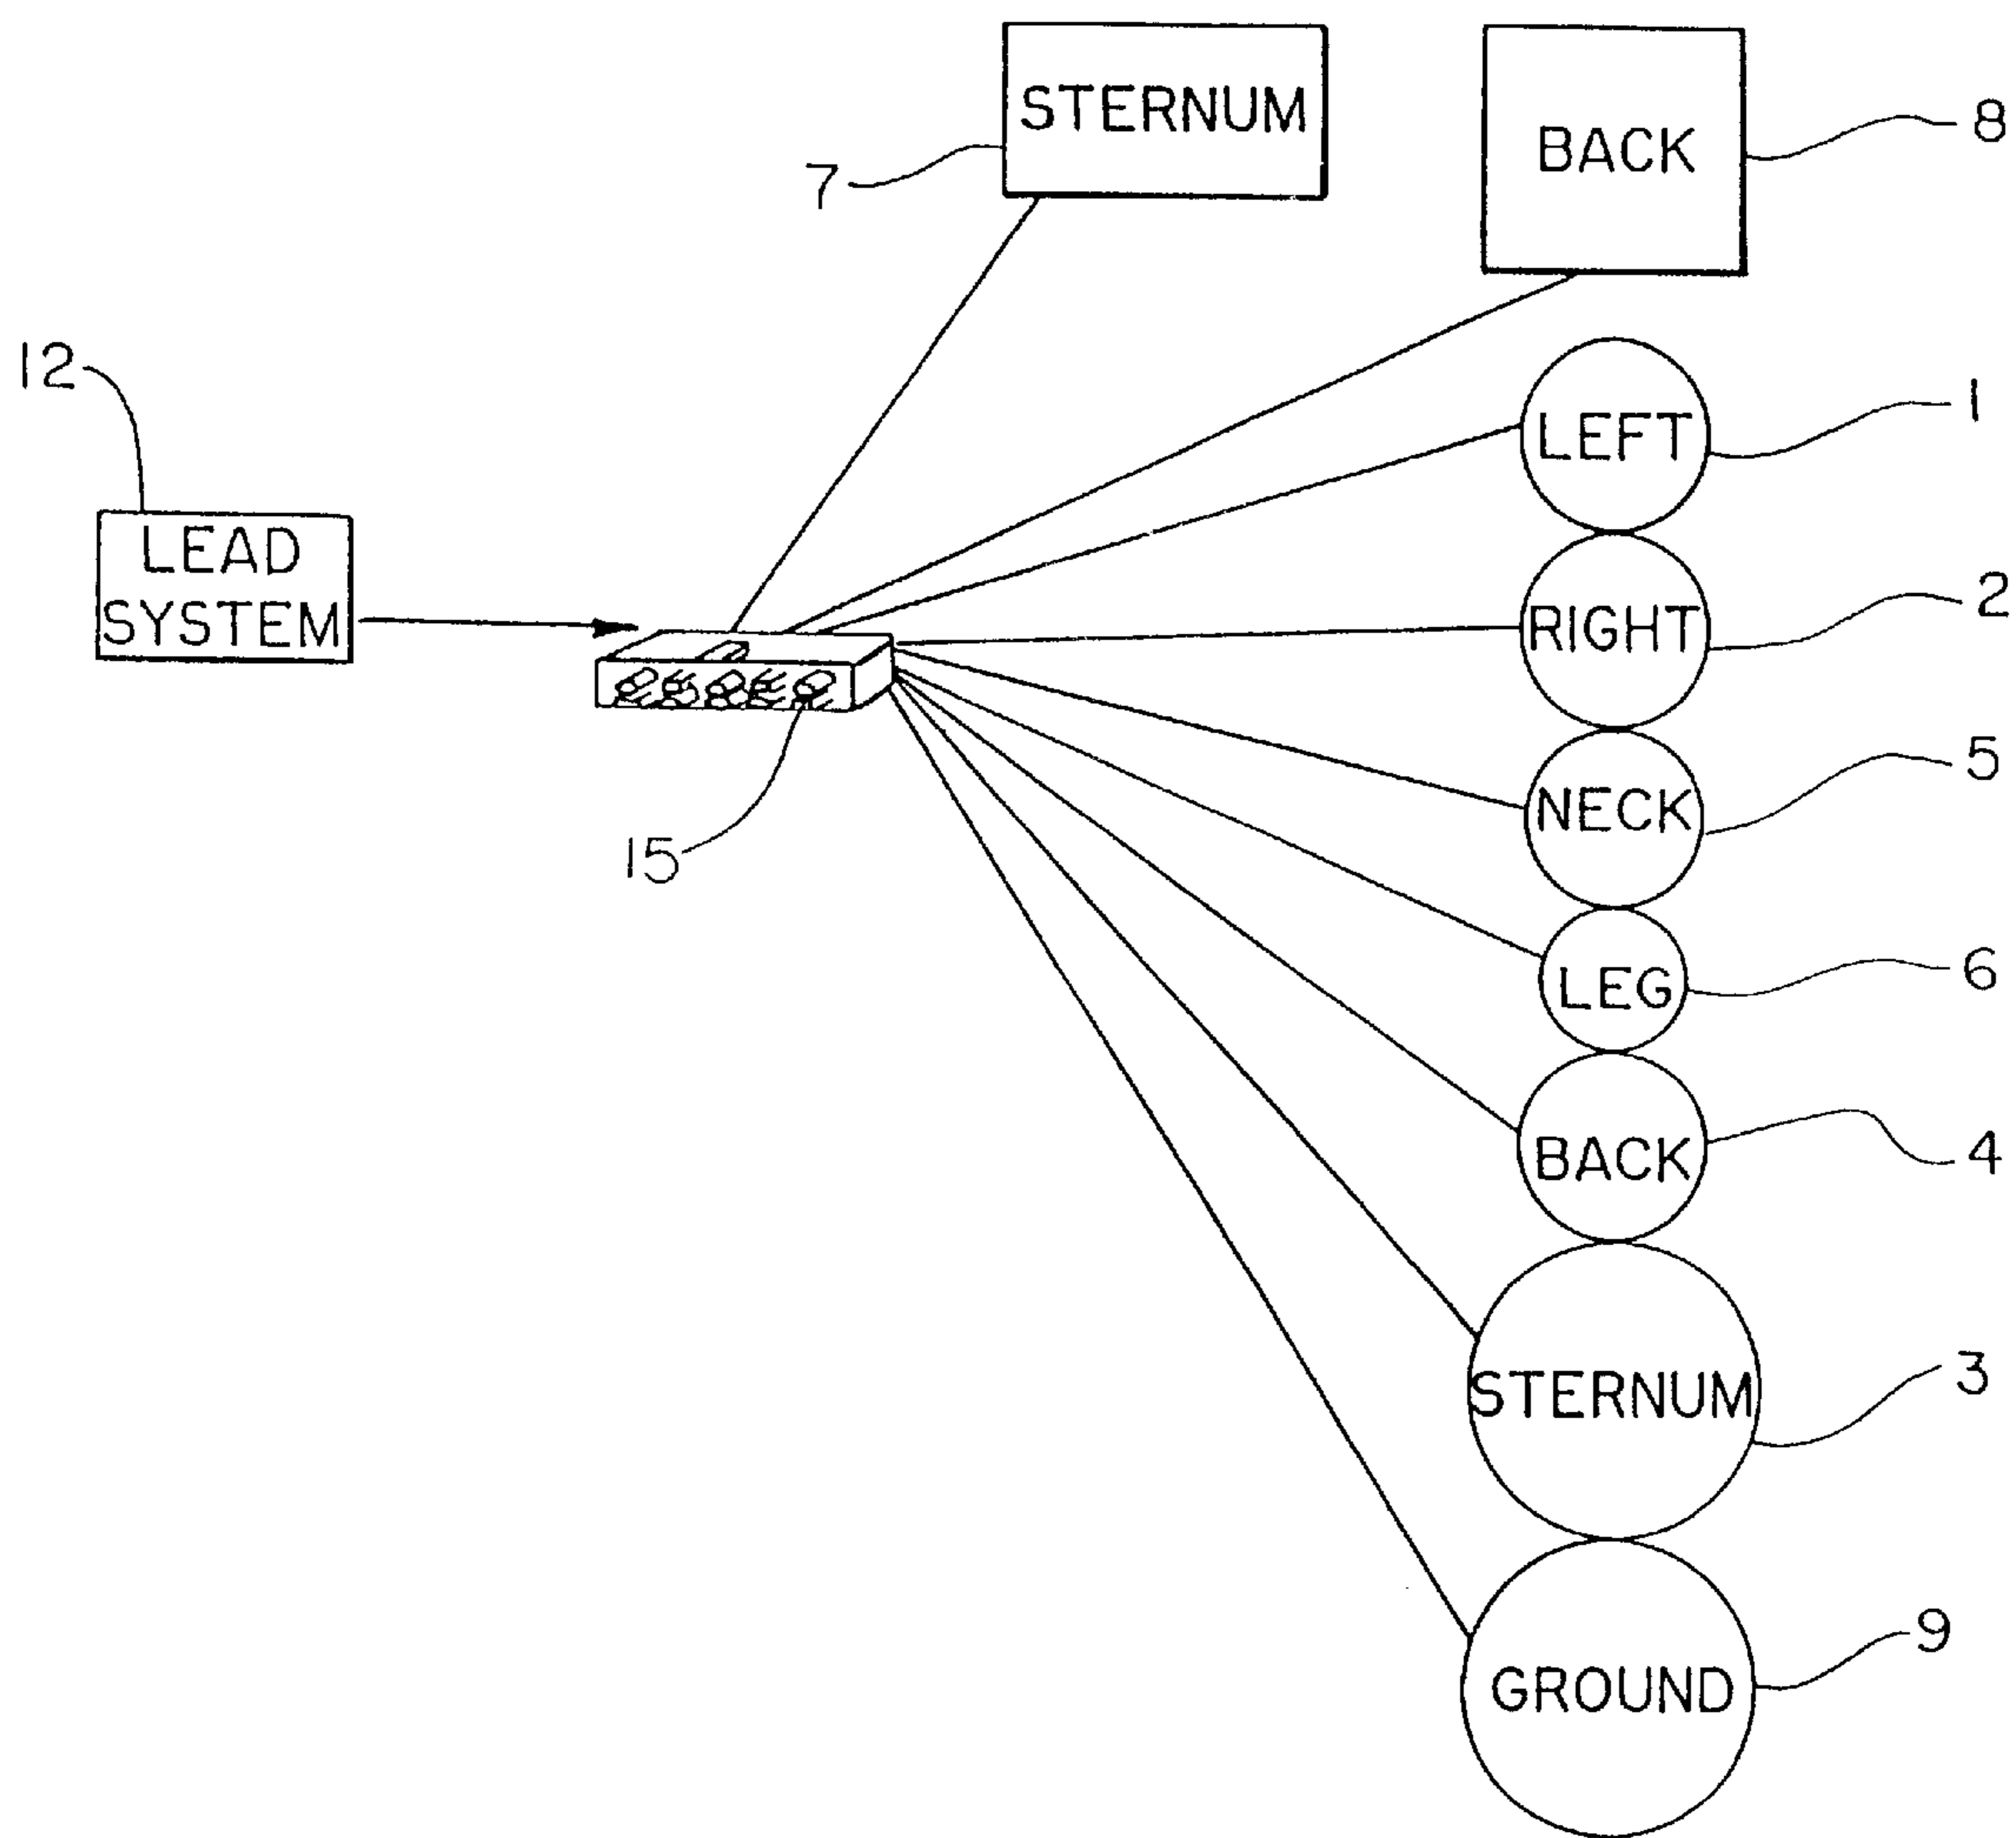 STERNUM
7
BACK
8
12
LEAD
SYSTEM
15
LEFT
1
RIGHT
2
NECK
5
LEG
6
BACK
4
STERNUM
3
GROUND
9